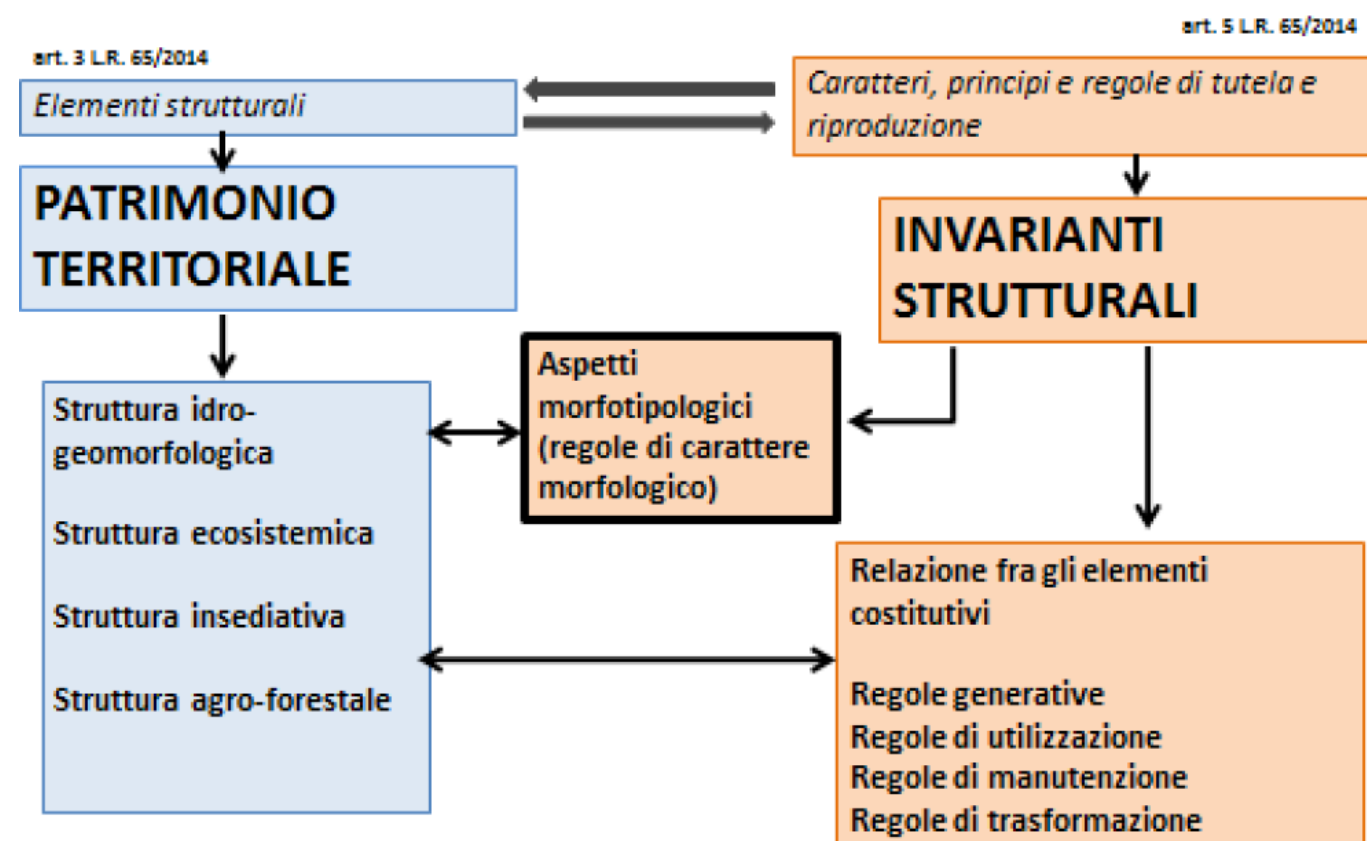 art. 3 L.R. 65/2014
Elementi strutturali
PATRIMONIO
TERRITORIALE
Struttura idro-
geomorfologica
Struttura ecosistemica
Struttura insediativa
Struttura agro-forestale
Aspetti
morfotipologici
(regole di carattere
morfologico)
art. 5 L.R. 65/2014
Caratteri, principi e regole di tutela e
riproduzione
INVARIANTI
STRUTTURALI
Relazione fra gli elementi
costitutivi
Regole generative
Regole di utilizzazione
Regole di manutenzione
Regole di trasformazione